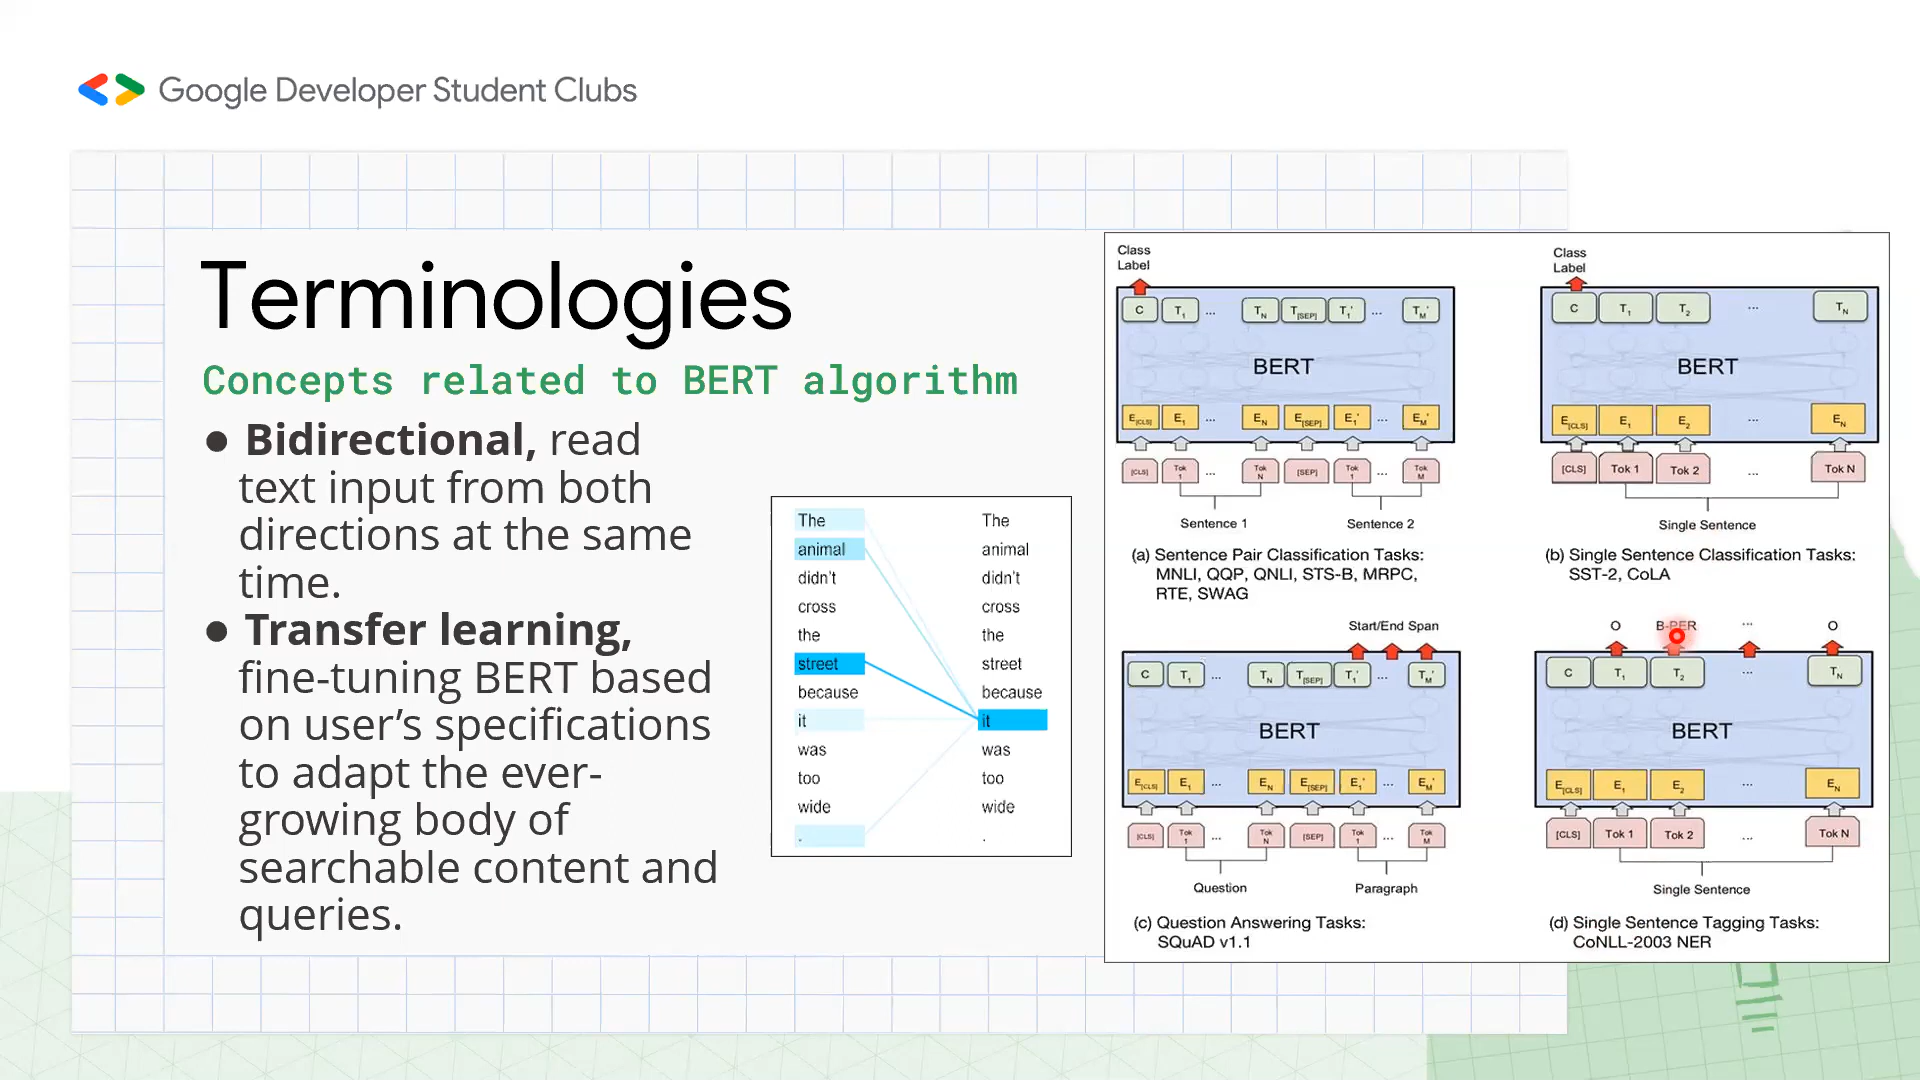 Google Developer Student Clubs
Terminologies
Concepts related to BERT algorithm
● Bidirectional, read
text input from both
directions at the same
time.
● Transfer learning,
fine-tuning BERT based
on user’s specifications
to adapt the ever-
growing body of
searchable content and
queries.
The The
animal animal
didn't didn't
cross cross
the the
street street
because because
it it
was was
too too
wide wide
. .
Class
Label
C T1 ... TN T[SEP] T1' ... TM'
BERT
E[CLS] E1 ... EN E[SEP] E1' ... EM'
[CLS] Tok 1 ... Tok N [SEP] Tok 1 ... Tok M
Sentence 1 Sentence 2
(a) Sentence Pair Classification Tasks:
MNLI, QQP, QNLI, STS-B, MRPC,
RTE, SWAG
Class
Label
C T1 T2 ... TN
BERT
E[CLS] E1 E2 ... EN
[CLS] Tok 1 Tok 2 ... Tok N
Single Sentence
(b) Single Sentence Classification Tasks:
SST-2, CoLA
Start/End Span
C T1 ... TN T[SEP] T1' ... TM'
BERT
E[CLS] E1 ... EN E[SEP] E1' ... EM'
[CLS] Tok 1 ... Tok N [SEP] Tok 1 ... Tok M
Question Paragraph
(c) Question Answering Tasks:
SQuAD v1.1
O B-PER ... O
C T1 T2 ... TN
BERT
E[CLS] E1 E2 ... EN
[CLS] Tok 1 Tok 2 ... Tok N
Single Sentence
(d) Single Sentence Tagging Tasks:
CoNLL-2003 NER